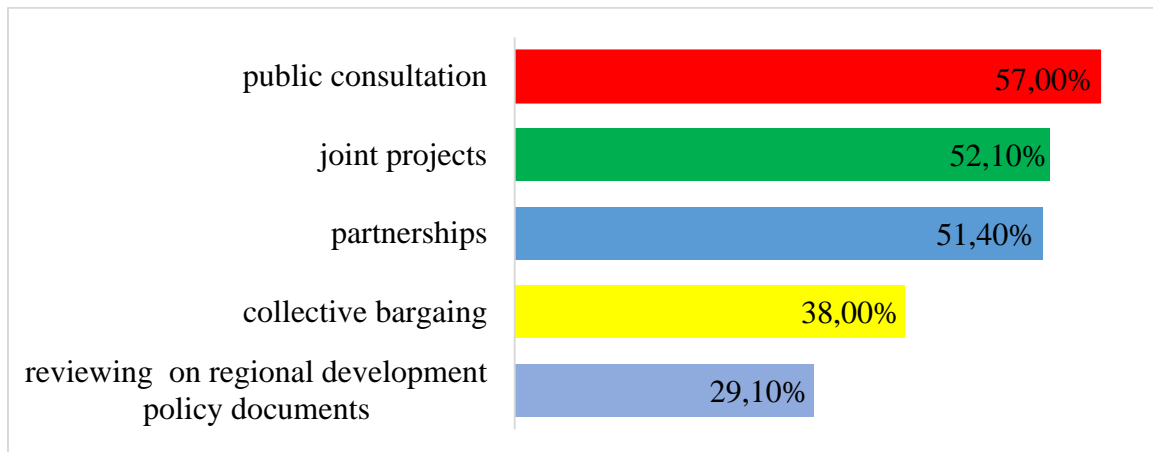 public consultation
57,00%
joint projects
52,10%
partnerships
51,40%
collective bargaing
38,00%
reviewing  on regional development
policy documents
29,10%